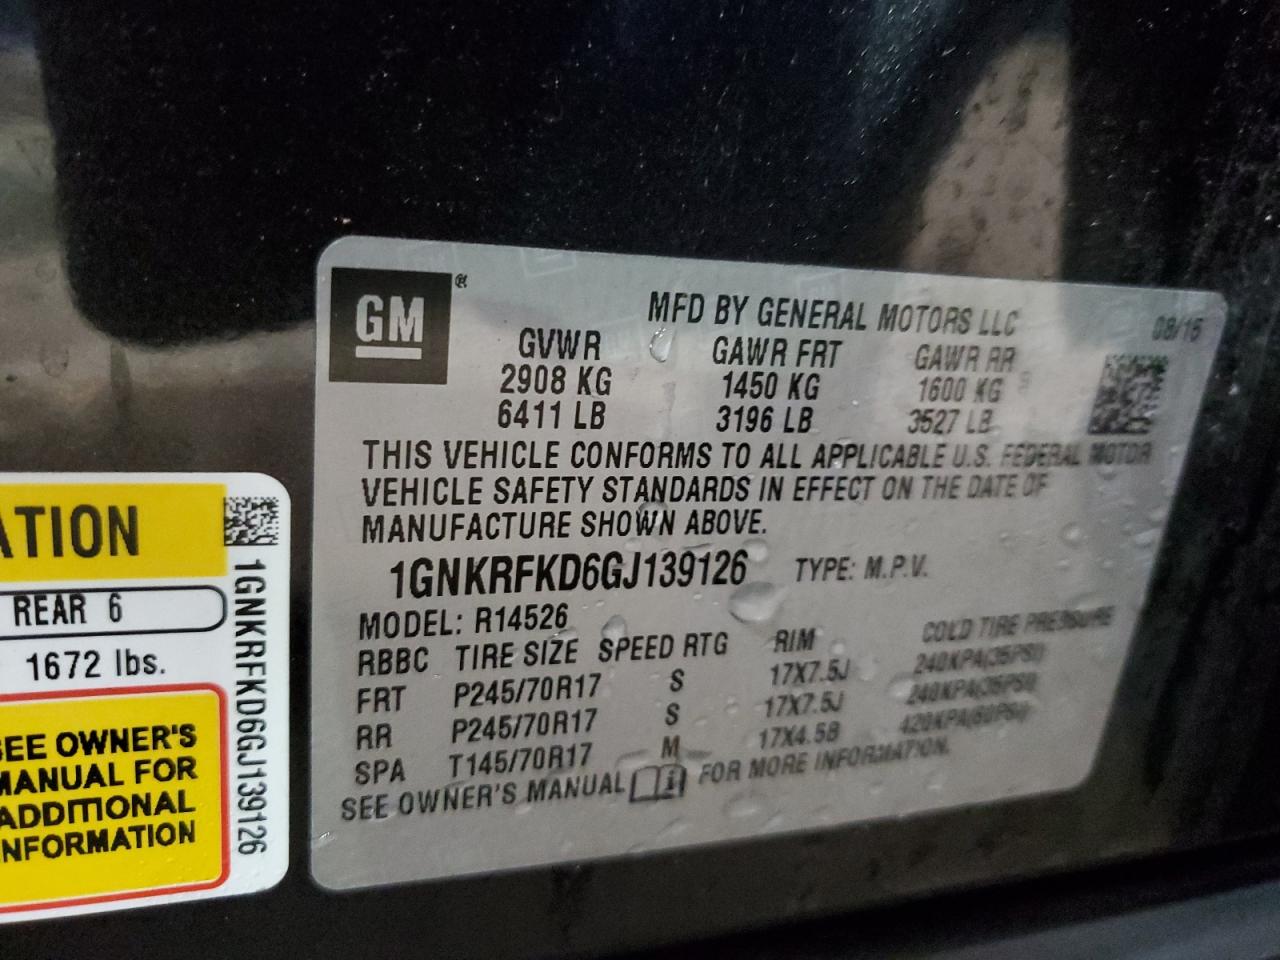 GM
®
MFD BY GENERAL MOTORS LLC
08/15
GVWR GAWR FRT GAWR RR
2908 KG 1450 KG 1600 KG
6411 LB 3196 LB 3527 LB
THIS VEHICLE CONFORMS TO ALL APPLICABLE U.S. FEDERAL MOTOR
VEHICLE SAFETY STANDARDS IN EFFECT ON THE DATE OF
MANUFACTURE SHOWN ABOVE.
1GNKRFKD6GJ139126 TYPE: M.P.V.
MODEL: R14526
RBBC TIRE SIZE SPEED RTG RIM COLD TIRE PRESSURE
FRT P245/70R17 S 17X7.5J 240KPA(35PSI)
RR P245/70R17 S 17X7.5J 240KPA(35PSI)
SPA T145/70R17 M 17X4.5B 420KPA(60PSI)
SEE OWNER'S MANUAL FOR MORE INFORMATION.
ATION
REAR 6
1672 lbs.
SEE OWNER'S
MANUAL FOR
ADDITIONAL
INFORMATION
1GNKRFKD6GJ139126